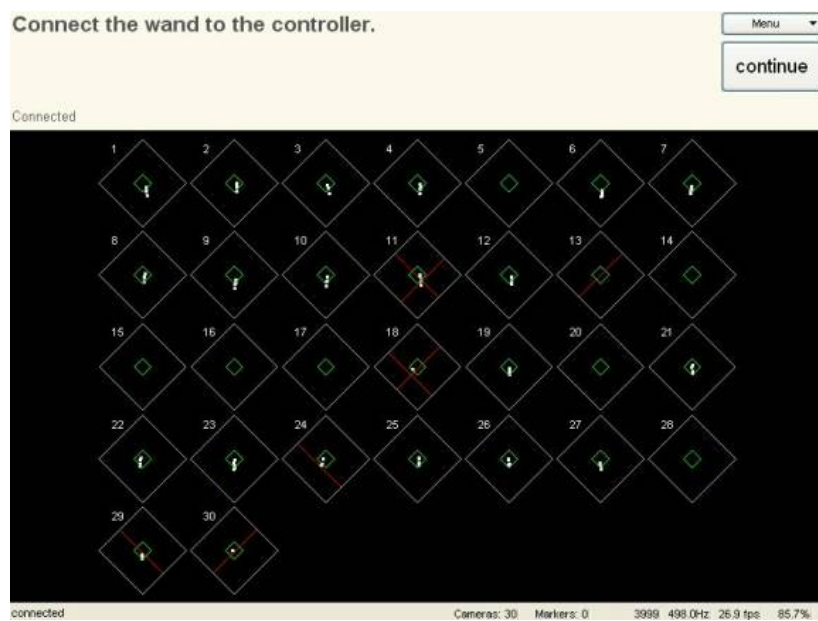 Connect the wand to the controller.
Menu
continue
Connected
1 2 3 4 5 6 7
8 9 10 11 12 13 14
15 16 17 18 19 20 21
22 23 24 25 26 27 28
29 30
connected Cameras: 30 Markers: 0 3999 498.0Hz 26.9 fps 85.7%